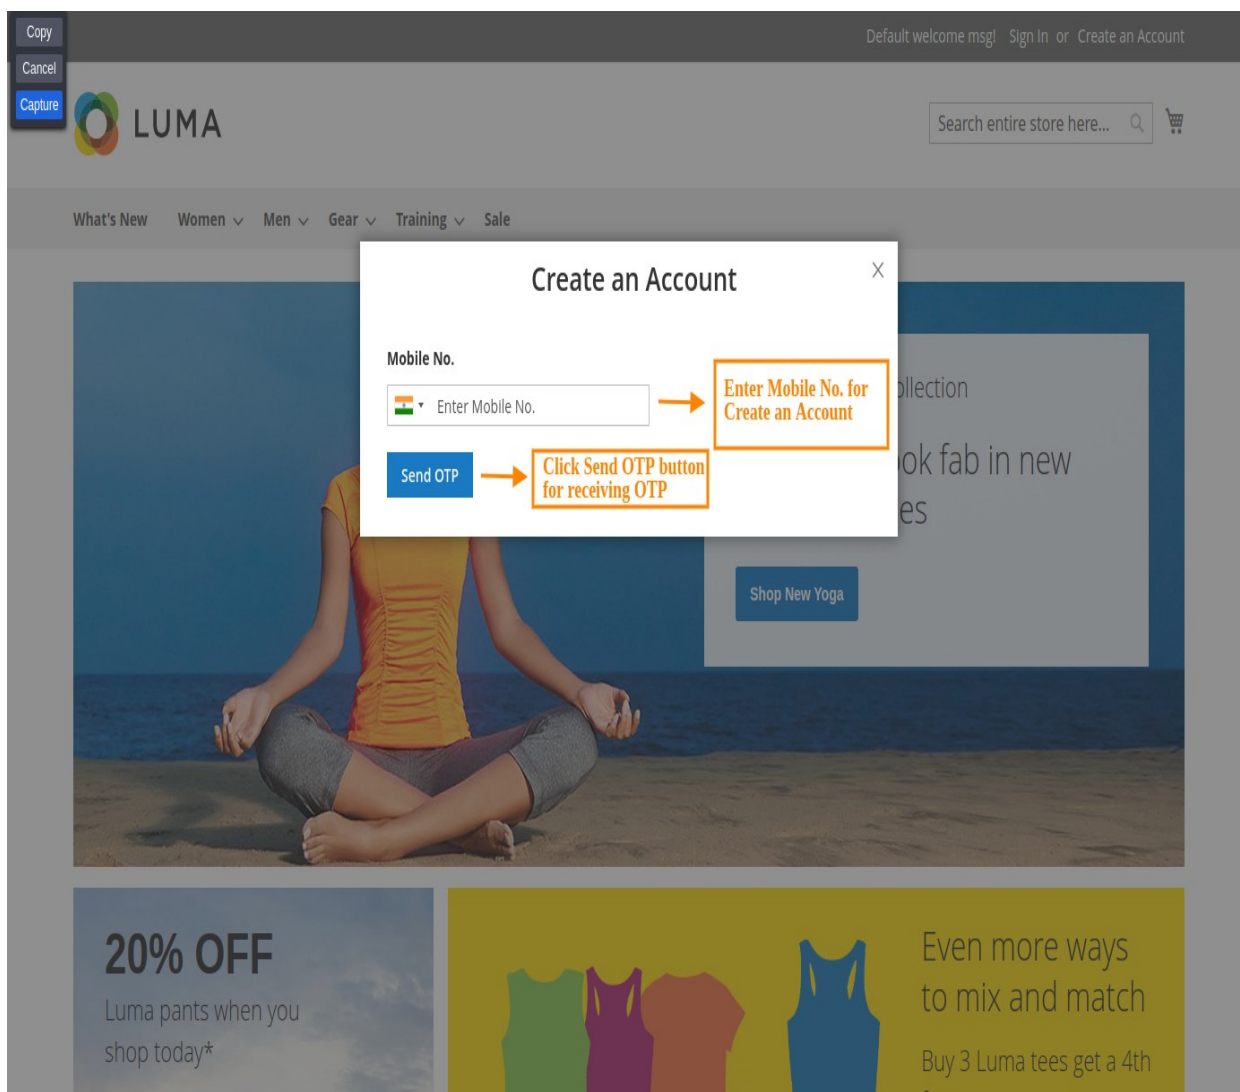 Copy
Cancel
Capture
Default welcome msg! Sign In or Create an Account
LUMA
Search entire store here...
What's New Women Men Gear Training Sale
Create an Account
X
Mobile No.
Enter Mobile No.
Enter Mobile No. for
Create an Account
Send OTP
Click Send OTP button
for receiving OTP
fab in new
Shop New Yoga
20% OFF
Luma pants when you
shop today*
Even more ways
to mix and match
Buy 3 Luma tees get a 4th